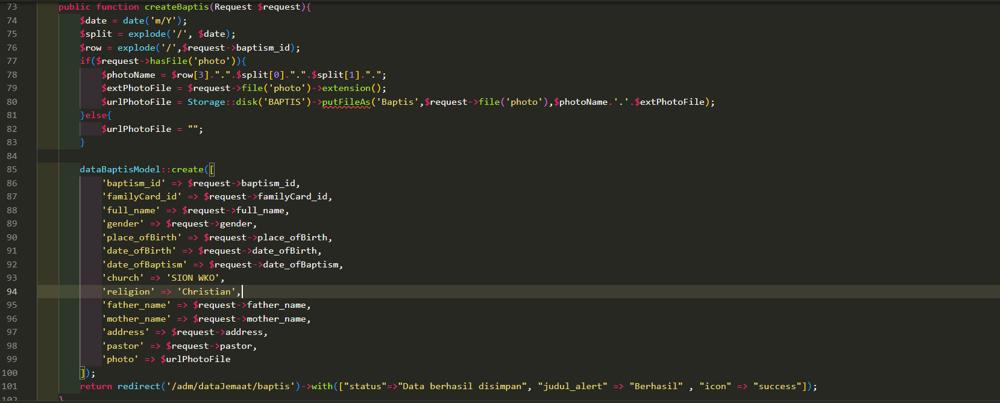 73 public function createBaptis(Request $request){
74 $date = date('m/Y');
75 $split = explode('/', $date);
76 $row = explode('/',$request->baptism_id);
77 if($request->hasFile('photo')){
78 $photoName = $row[3].".".$split[0].".".$split[1].".";
79 $extPhotoFile = $request->file('photo')->extension();
80 $urlPhotoFile = Storage::disk('BAPTIS')->putFileAs('Baptis',$request->file('photo'),$photoName.'.'.$extPhotoFile);
81 }else{
82 $urlPhotoFile = "";
83 }
84
85 dataBaptisModel::create([
86 'baptism_id' => $request->baptism_id,
87 'familyCard_id' => $request->familyCard_id,
88 'full_name' => $request->full_name,
89 'gender' => $request->gender,
90 'place_ofBirth' => $request->place_ofBirth,
91 'date_ofBirth' => $request->date_ofBirth,
92 'date_ofBaptism' => $request->date_ofBaptism,
93 'church' => 'SION WKO',
94 'religion' => 'Christian',
95 'father_name' => $request->father_name,
96 'mother_name' => $request->mother_name,
97 'address' => $request->address,
98 'pastor' => $request->pastor,
99 'photo' => $urlPhotoFile
100 ]);
101 return redirect('/adm/dataJemaat/baptis')->with(["status"=>"Data berhasil disimpan", "judul_alert" => "Berhasil" , "icon" => "success"]);
102 }